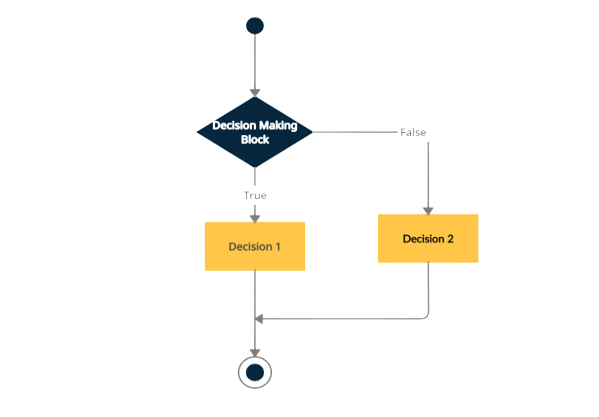 Decision Making
Block
False
True
Decision 1
Decision 2